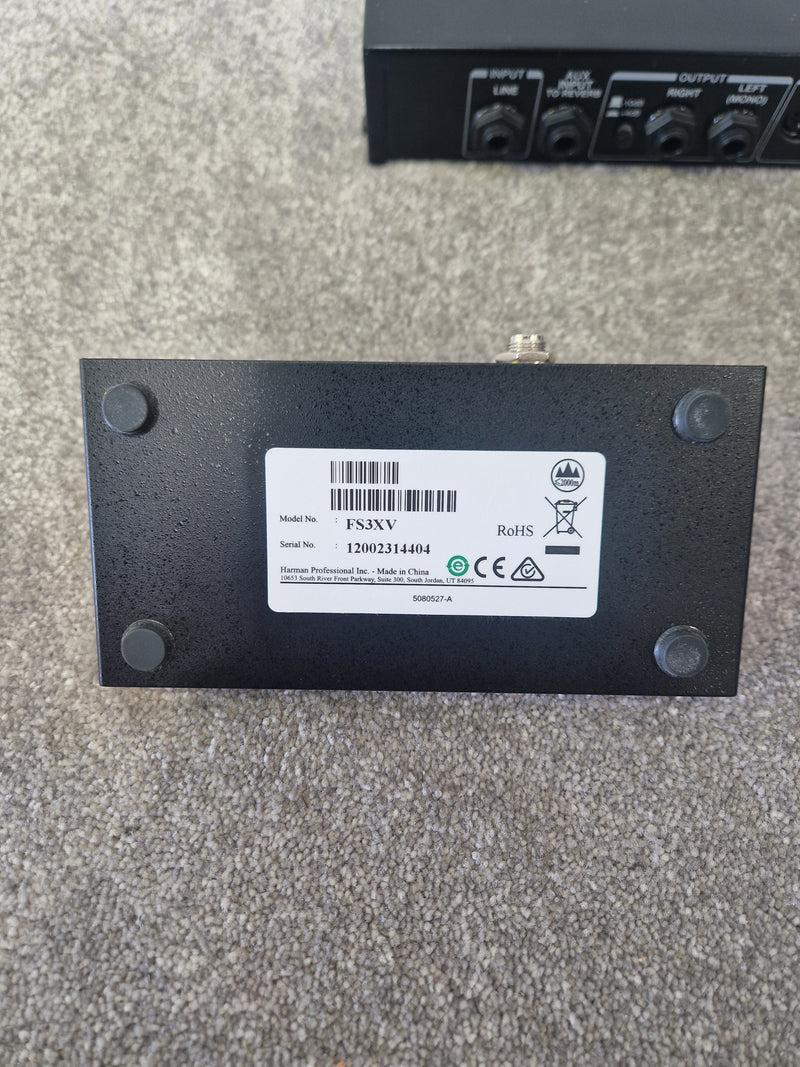 INPUT
LINE
AUX
INPUT
TO REVERB
OUTPUT
RIGHT
LEFT
(MONO)
≤2000m
Model No. : FS3XV
RoHS
Serial No. : 12002314404
Harman Professional Inc. - Made in China
10653 South River Front Parkway, Suite 300, South Jordan, UT 84095
CE
5080527-A